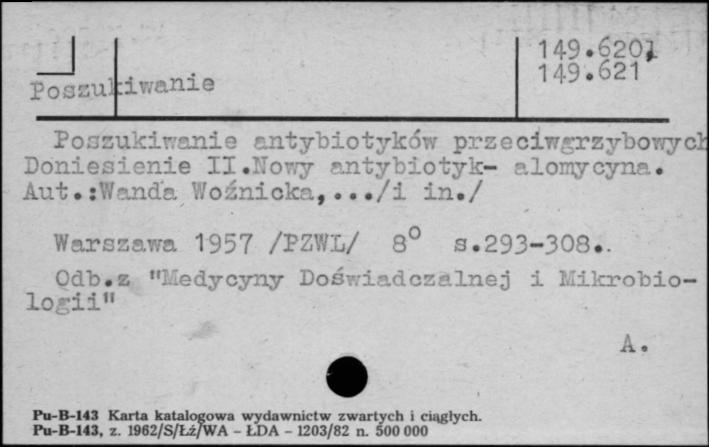 149.620,
149.621
Poszukiwanie
Poszukiwanie antybiotyków przeciwgrzybowych
Doniesienie II.Nowy antybiotyk- alomycyna.
Aut.:Wanda Woźnicka,.../i in./
Warszawa 1957 /PZWL/ 8° s.293-308.
Odb.z "Medycyny Doświadczalnej i Mikrobio-
logii"
A.
Pu-B-143 Karta katalogowa wydawnictw zwartych i ciągłych.
Pu-B-143, z. 1962/S/Łź/WA - ŁDA - 1203/82 n. 500 000